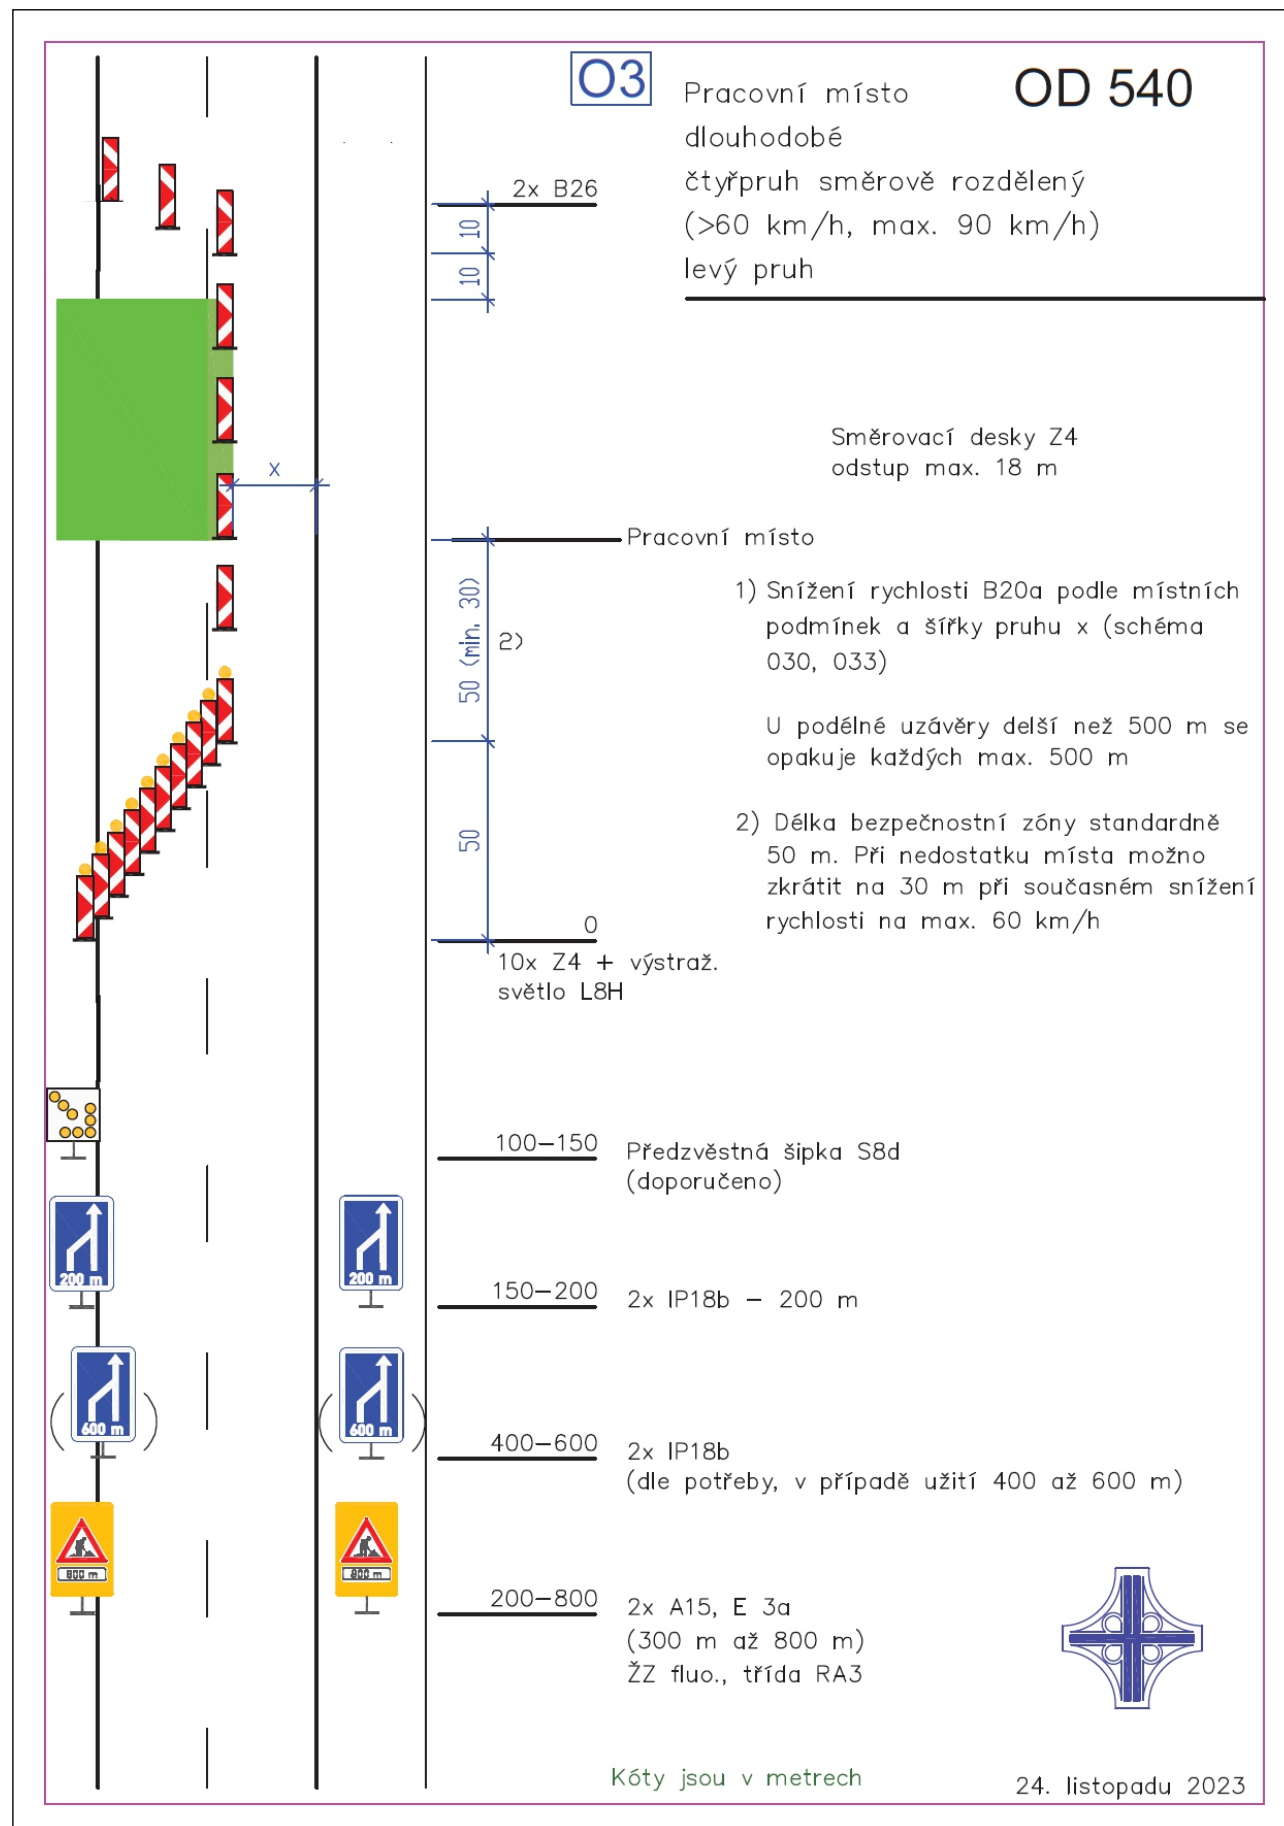 O3
OD 540
Pracovní místo
dlouhodobé
čtyřpruh směrově rozdělený
(>60 km/h, max. 90 km/h)
levý pruh
2x B26
10
10
Směrovací desky Z4
odstup max. 18 m
x
Pracovní místo
50 (min. 30)
2)
1) Snížení rychlosti B20a podle místních
podmínek a šířky pruhu x (schéma
030, 033)
U podélné uzávěry delší než 500 m se
opakuje každých max. 500 m
50
2) Délka bezpečnostní zóny standardně
50 m. Při nedostatku místa možno
zkrátit na 30 m při současném snížení
rychlosti na max. 60 km/h
0
10x Z4 + výstraž.
světlo L8H
100–150
Předzvěstná šipka S8d
(doporučeno)
200 m
200 m
150–200
2x IP18b – 200 m
600 m
600 m
400–600
2x IP18b
(dle potřeby, v případě užití 400 až 600 m)
800 m
800 m
200–800
2x A15, E 3a
(300 m až 800 m)
ŽZ fluo., třída RA3
Kóty jsou v metrech
24. listopadu 2023